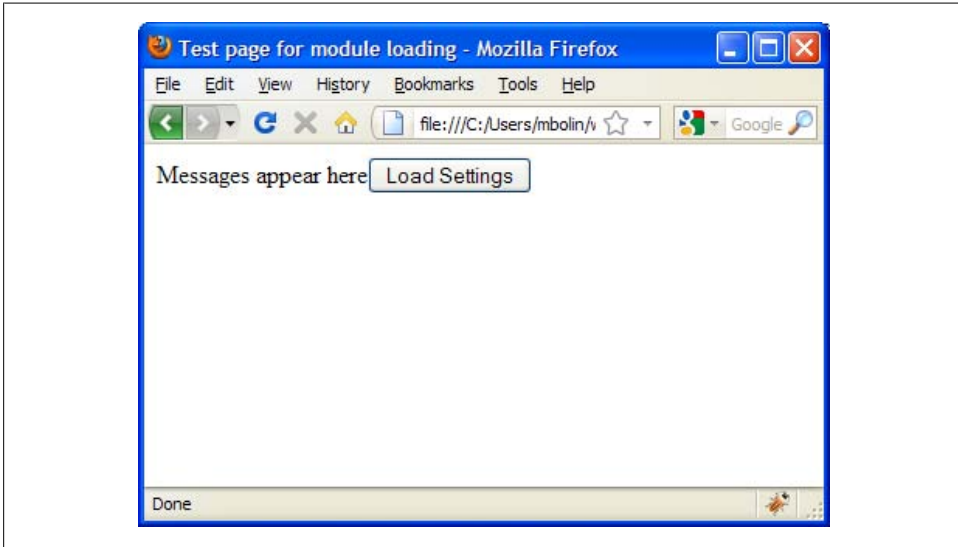 Test page for module loading - Mozilla Firefox
File Edit View History Bookmarks Tools Help
file:///C:/Users/mbolin/ Google
Messages appear here Load Settings
Done